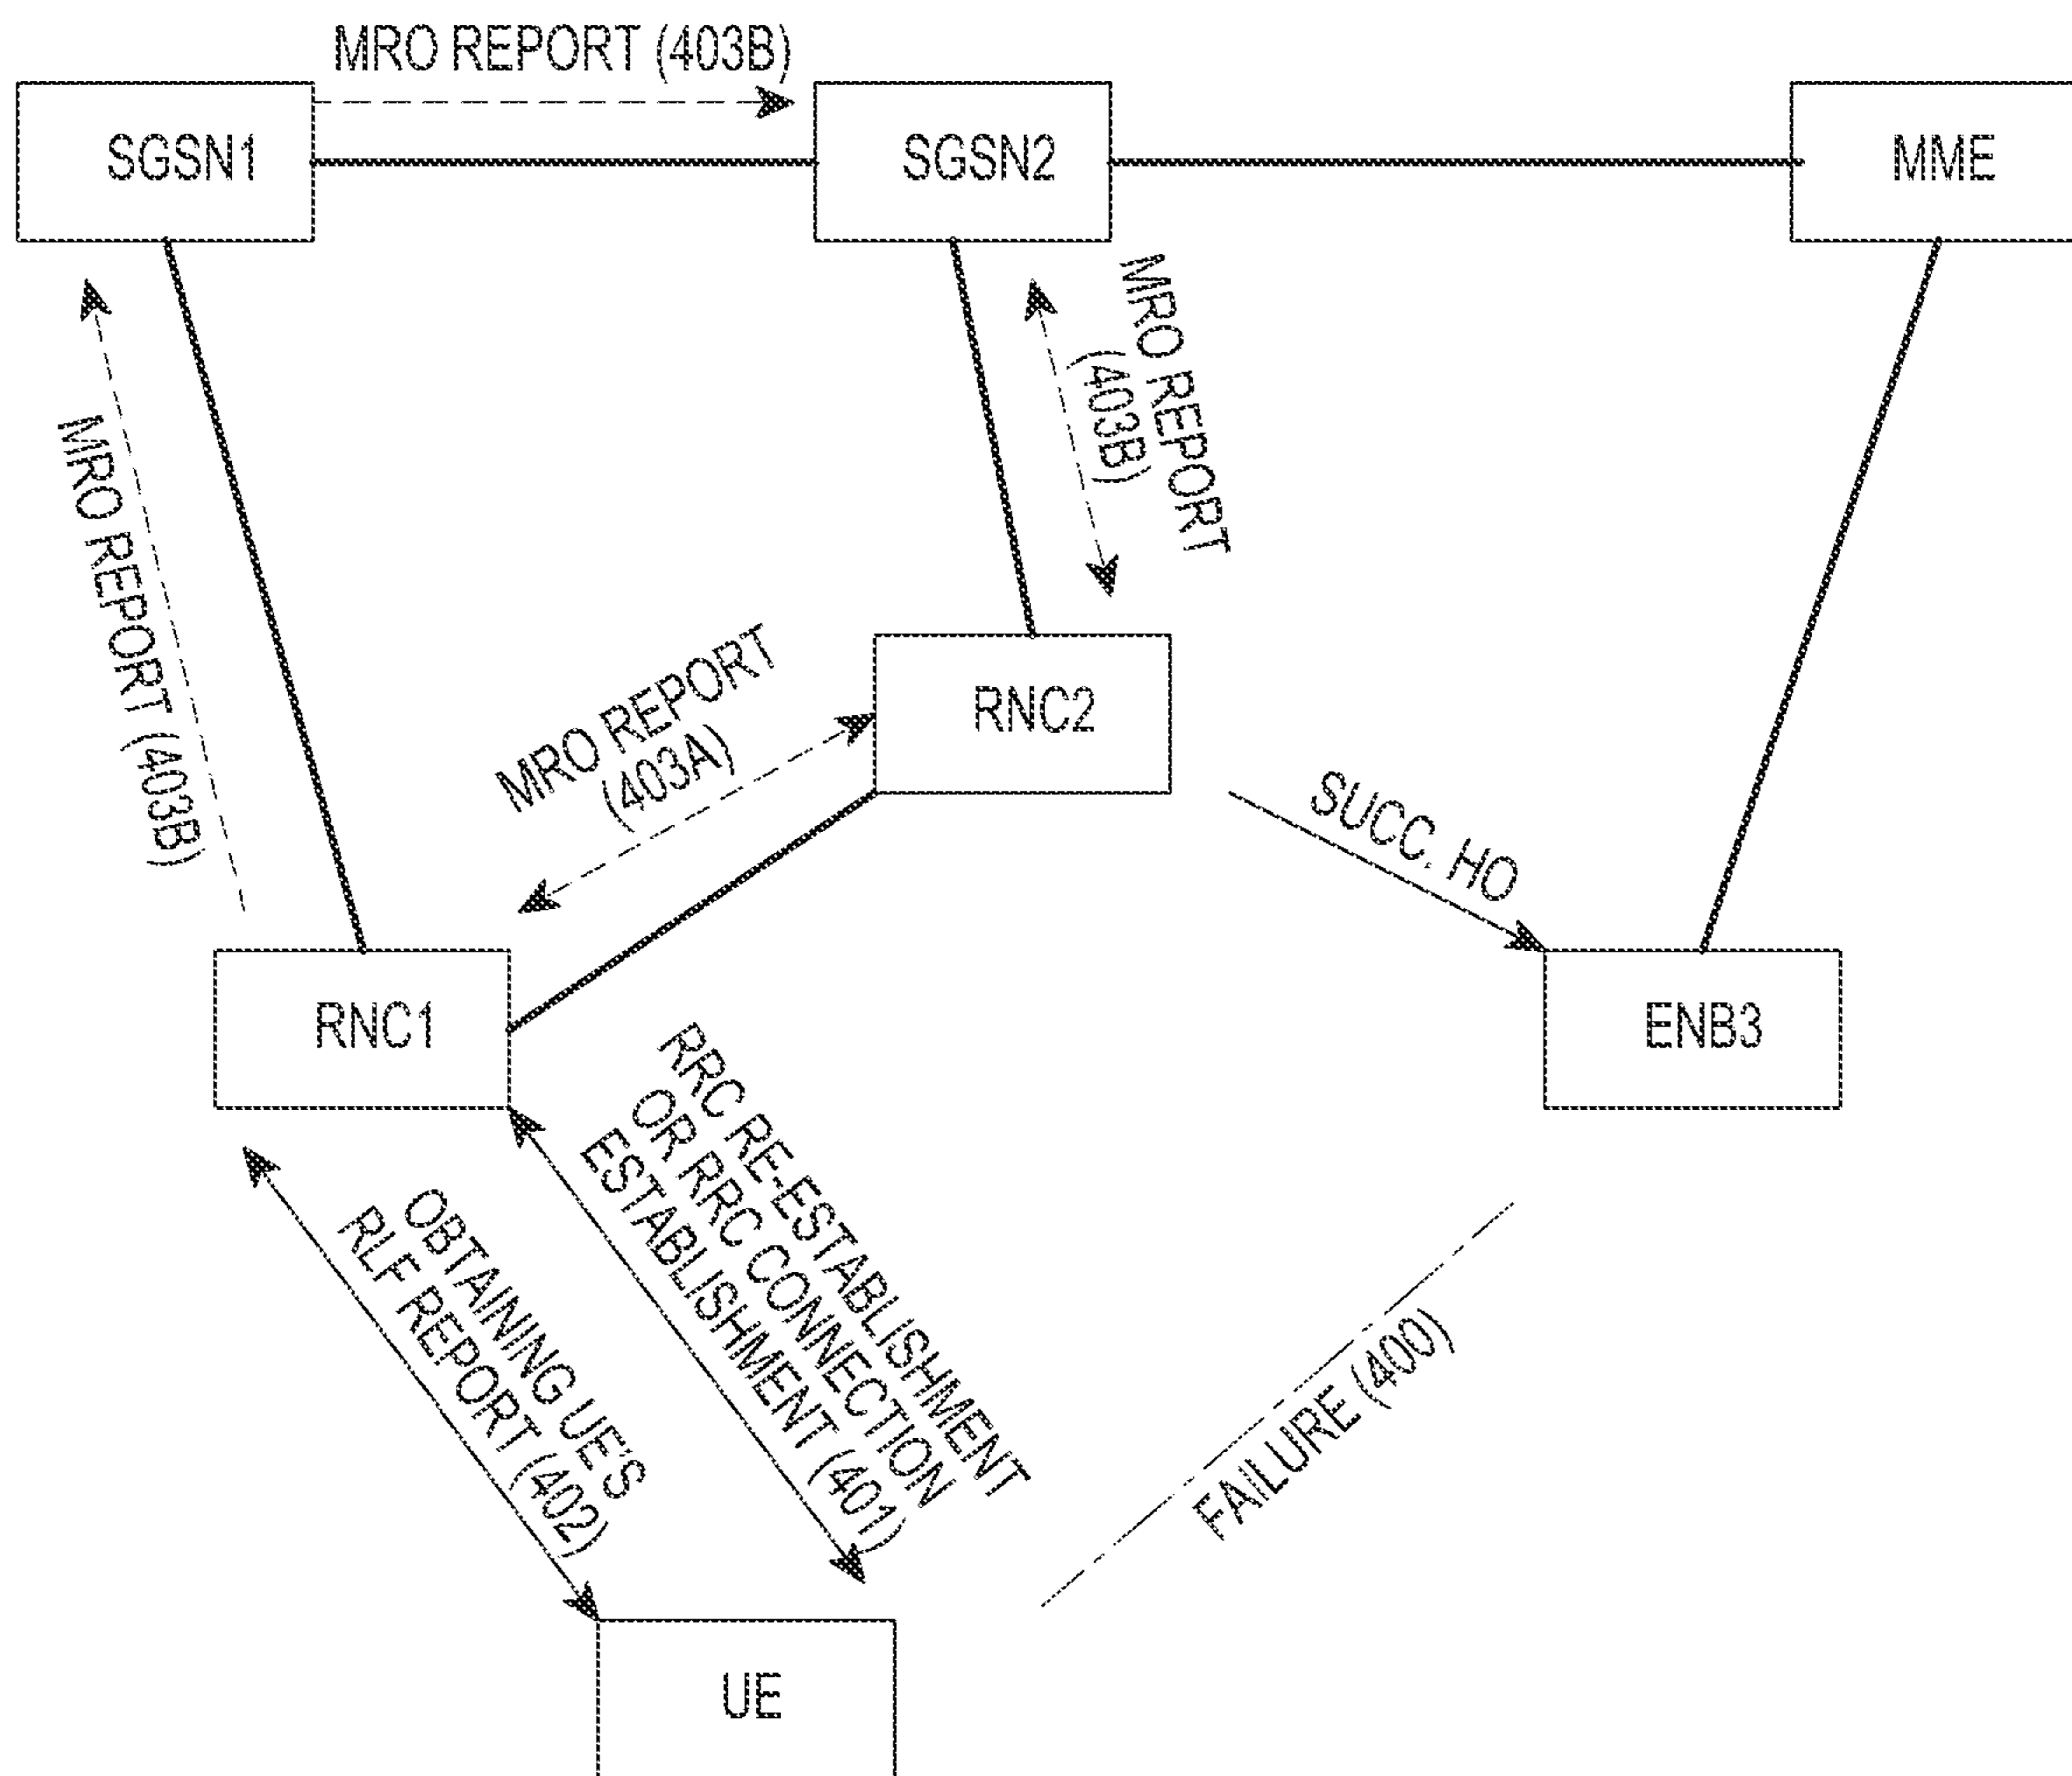 MRO REPORT (403B)
SGSN1
SGSN2
MME
MRO REPORT
(403B)
MRO REPORT (403B)
MRO REPORT
(403A)
RNC2
SUCC. HO
RNC1
ENB3
RRC RE-ESTABLISHMENT
OR RRC CONNECTION
ESTABLISHMENT (401)
OBTAINING UE'S
RLF REPORT (402)
FAILURE (400)
UE